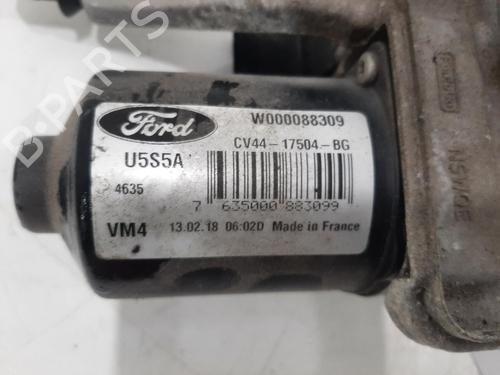 Ford
W000088309
CV44-17504-BG
U5S5A
4635
7 635000 883099
VM4 13.02.18 06:02D Made in France
B-PARTS